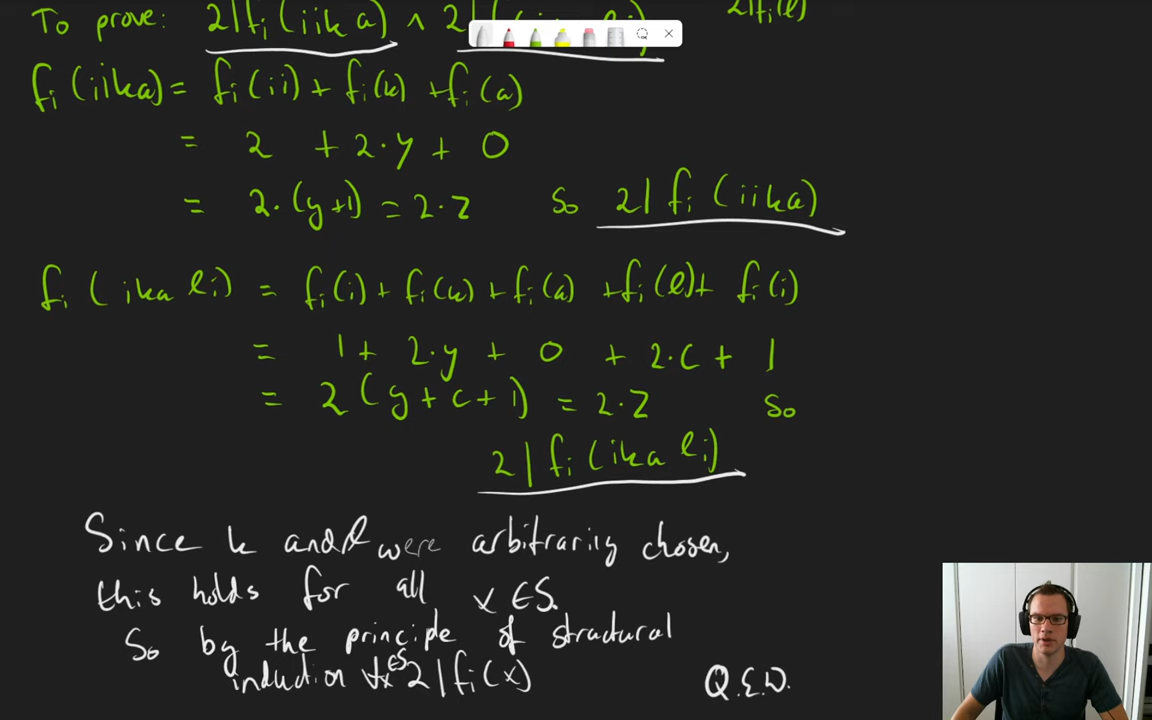 To prove: 2|fi(iika) ∧ 2| 2|fi(l)
fi(iika) = fi(ii) + fi(k) + fi(a)
= 2 + 2·y + 0
= 2·(y+1) = 2·z So 2|fi(iika)
fi(ika li) = fi(i) + fi(k) + fi(a) + fi(l) + fi(i)
= 1 + 2·y + 0 + 2·c + 1
= 2(y+c+1) = 2·z So
2|fi(ika li)
Since k and l were arbitrarily chosen,
this holds for all x ∈ S.
So by the principle of structural
induction ∀x∈S 2|fi(x) Q.E.D.